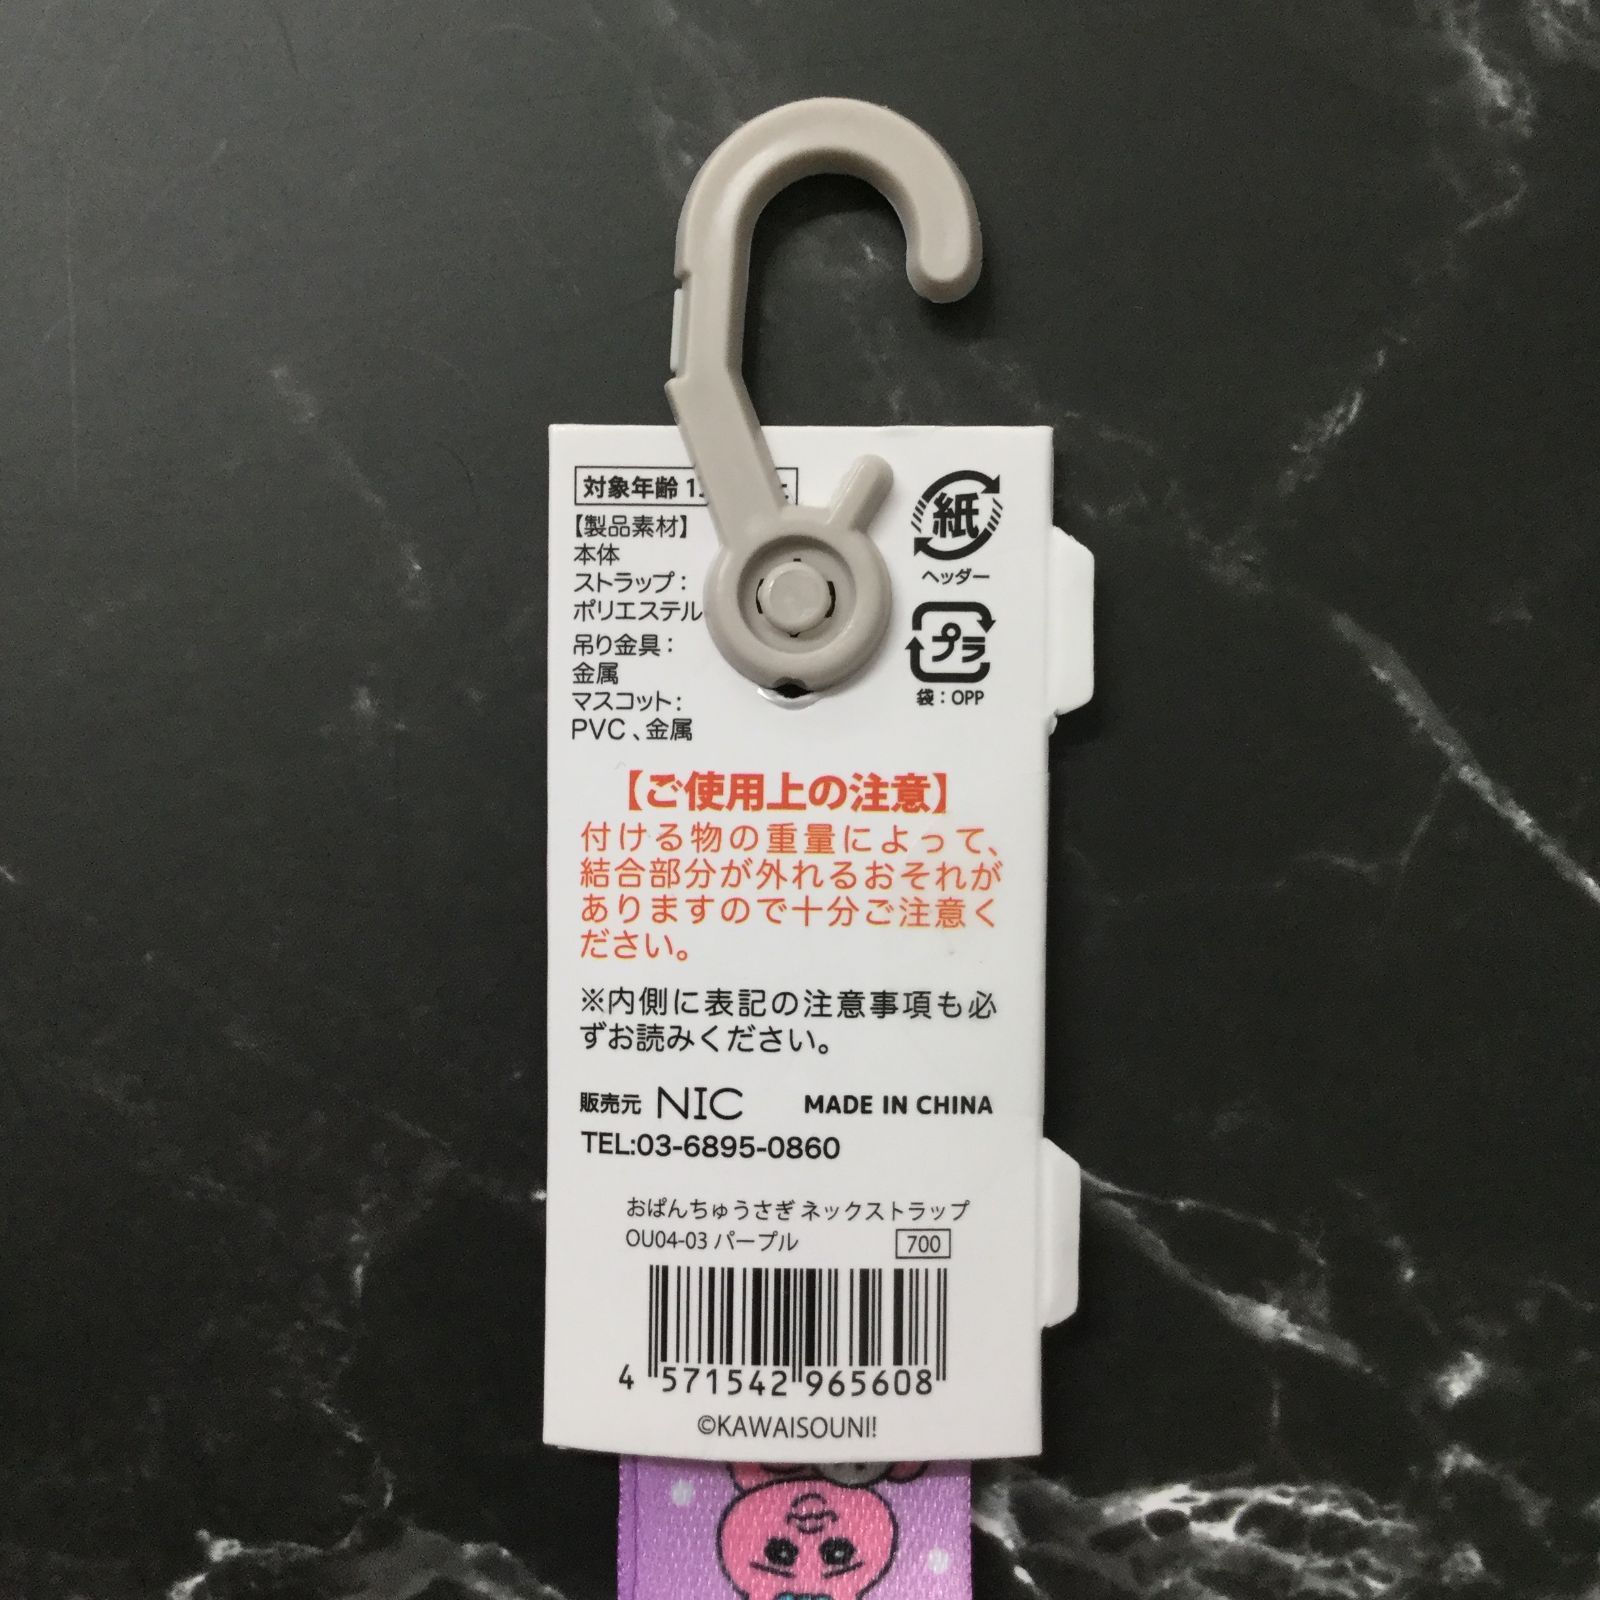 対象年齢 1
【製品素材】
本体
ストラップ：
ポリエステル
吊り金具：
金属
マスコット：
PVC、金属
紙
ヘッダー
プラ
袋：OPP
【ご使用上の注意】
付ける物の重量によって、
結合部分が外れるおそれが
ありますので十分ご注意く
ださい。
※内側に表記の注意事項も必
ずお読みください。
販売元 NIC MADE IN CHINA
TEL:03-6895-0860
おぱんちゅうさぎ ネックストラップ
OU04-03 パープル 700
4 571542 965608
©KAWAISOUNI!